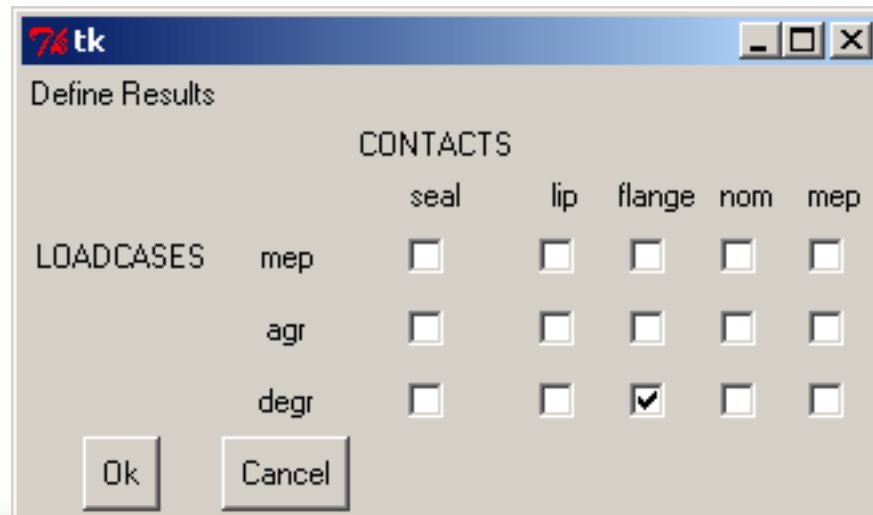 tk
Define Results
CONTACTS
seal lip flange nom mep
LOADCASES mep
agr
degr
Ok Cancel